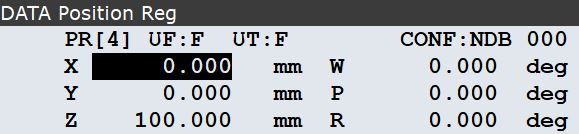 DATA Position Reg
PR[4] UF:F UT:F CONF:NDB 000
X 0.000 mm W 0.000 deg
Y 0.000 mm P 0.000 deg
Z 100.000 mm R 0.000 deg